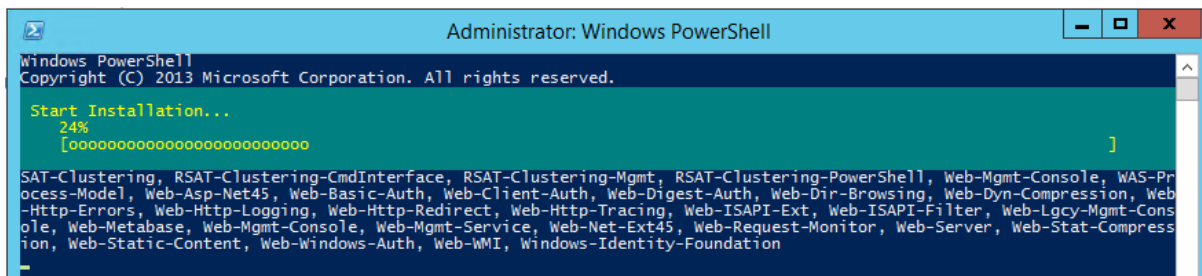 Administrator: Windows PowerShell
Windows PowerShell
Copyright (C) 2013 Microsoft Corporation. All rights reserved.
Start Installation...
24%
[ooooooooooooooooooooooooo ]
SAT-Clustering, RSAT-Clustering-CmdInterface, RSAT-Clustering-Mgmt, RSAT-Clustering-PowerShell, Web-Mgmt-Console, WAS-Pr
ocess-Model, Web-Asp-Net45, Web-Basic-Auth, Web-Client-Auth, Web-Digest-Auth, Web-Dir-Browsing, Web-Dyn-Compression, Web
-Http-Errors, Web-Http-Logging, Web-Http-Redirect, Web-Http-Tracing, Web-ISAPI-Ext, Web-ISAPI-Filter, Web-Lgcy-Mgmt-Cons
ole, Web-Metabase, Web-Mgmt-Console, Web-Mgmt-Service, Web-Net-Ext45, Web-Request-Monitor, Web-Server, Web-Stat-Compress
ion, Web-Static-Content, Web-Windows-Auth, Web-WMI, Windows-Identity-Foundation